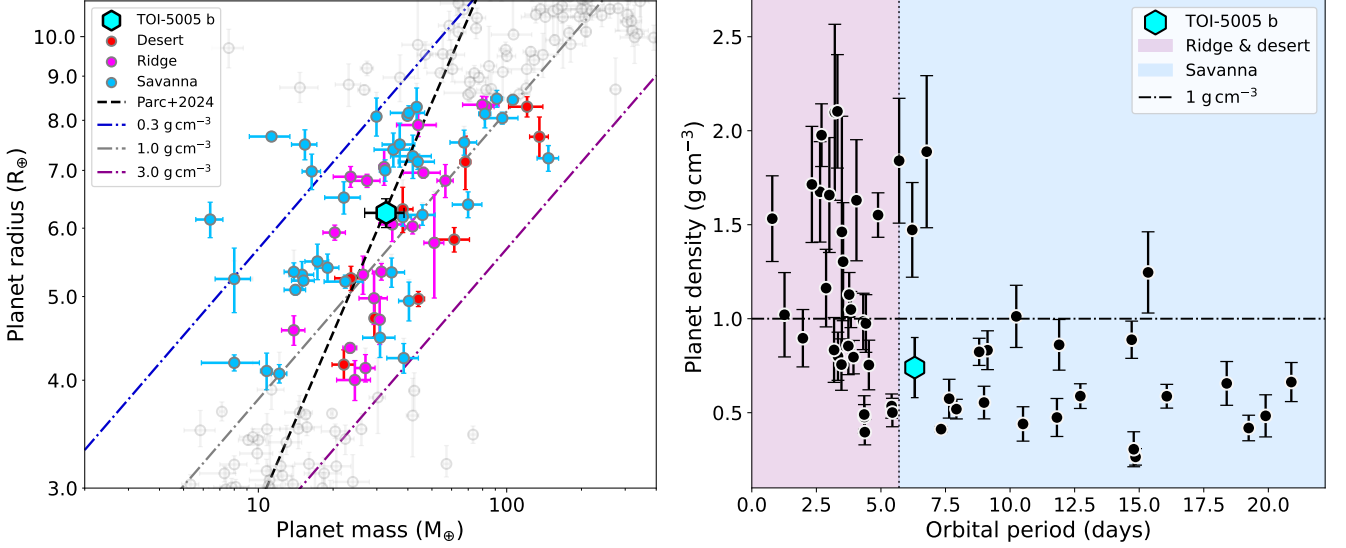 10.0
9.0
8.0
7.0
6.0
5.0
4.0
3.0
Planet radius (R⊕)
10
100
Planet mass (M⊕)
TOI-5005 b
Desert
Ridge
Savanna
Parc+2024
0.3 g cm⁻³
1.0 g cm⁻³
3.0 g cm⁻³
2.5
2.0
1.5
1.0
0.5
Planet density (g cm⁻³)
0.0
2.5
5.0
7.5
10.0
12.5
15.0
17.5
20.0
Orbital period (days)
TOI-5005 b
Ridge & desert
Savanna
1 g cm⁻³